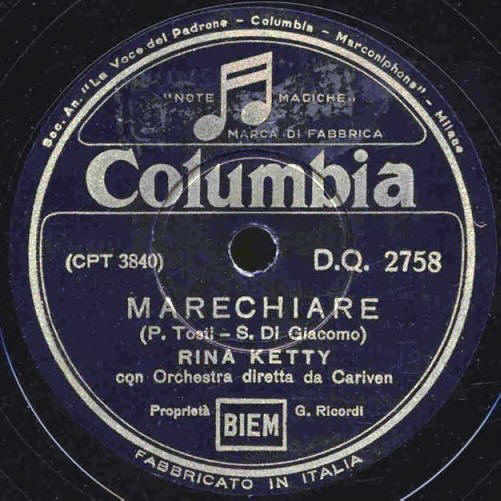 Soc. An. "La Voce del Padrone - Columbia - Marconiphone" - Milano
"NOTE MAGICHE"
MARCA DI FABBRICA
Columbia
(CPT 3840) D.Q. 2758
MARECHIARE
(P. Tosti - S. Di Giacomo)
RINA KETTY
con Orchestra diretta da Cariven
Proprietà BIEM G. Ricordi
FABBRICATO IN ITALIA